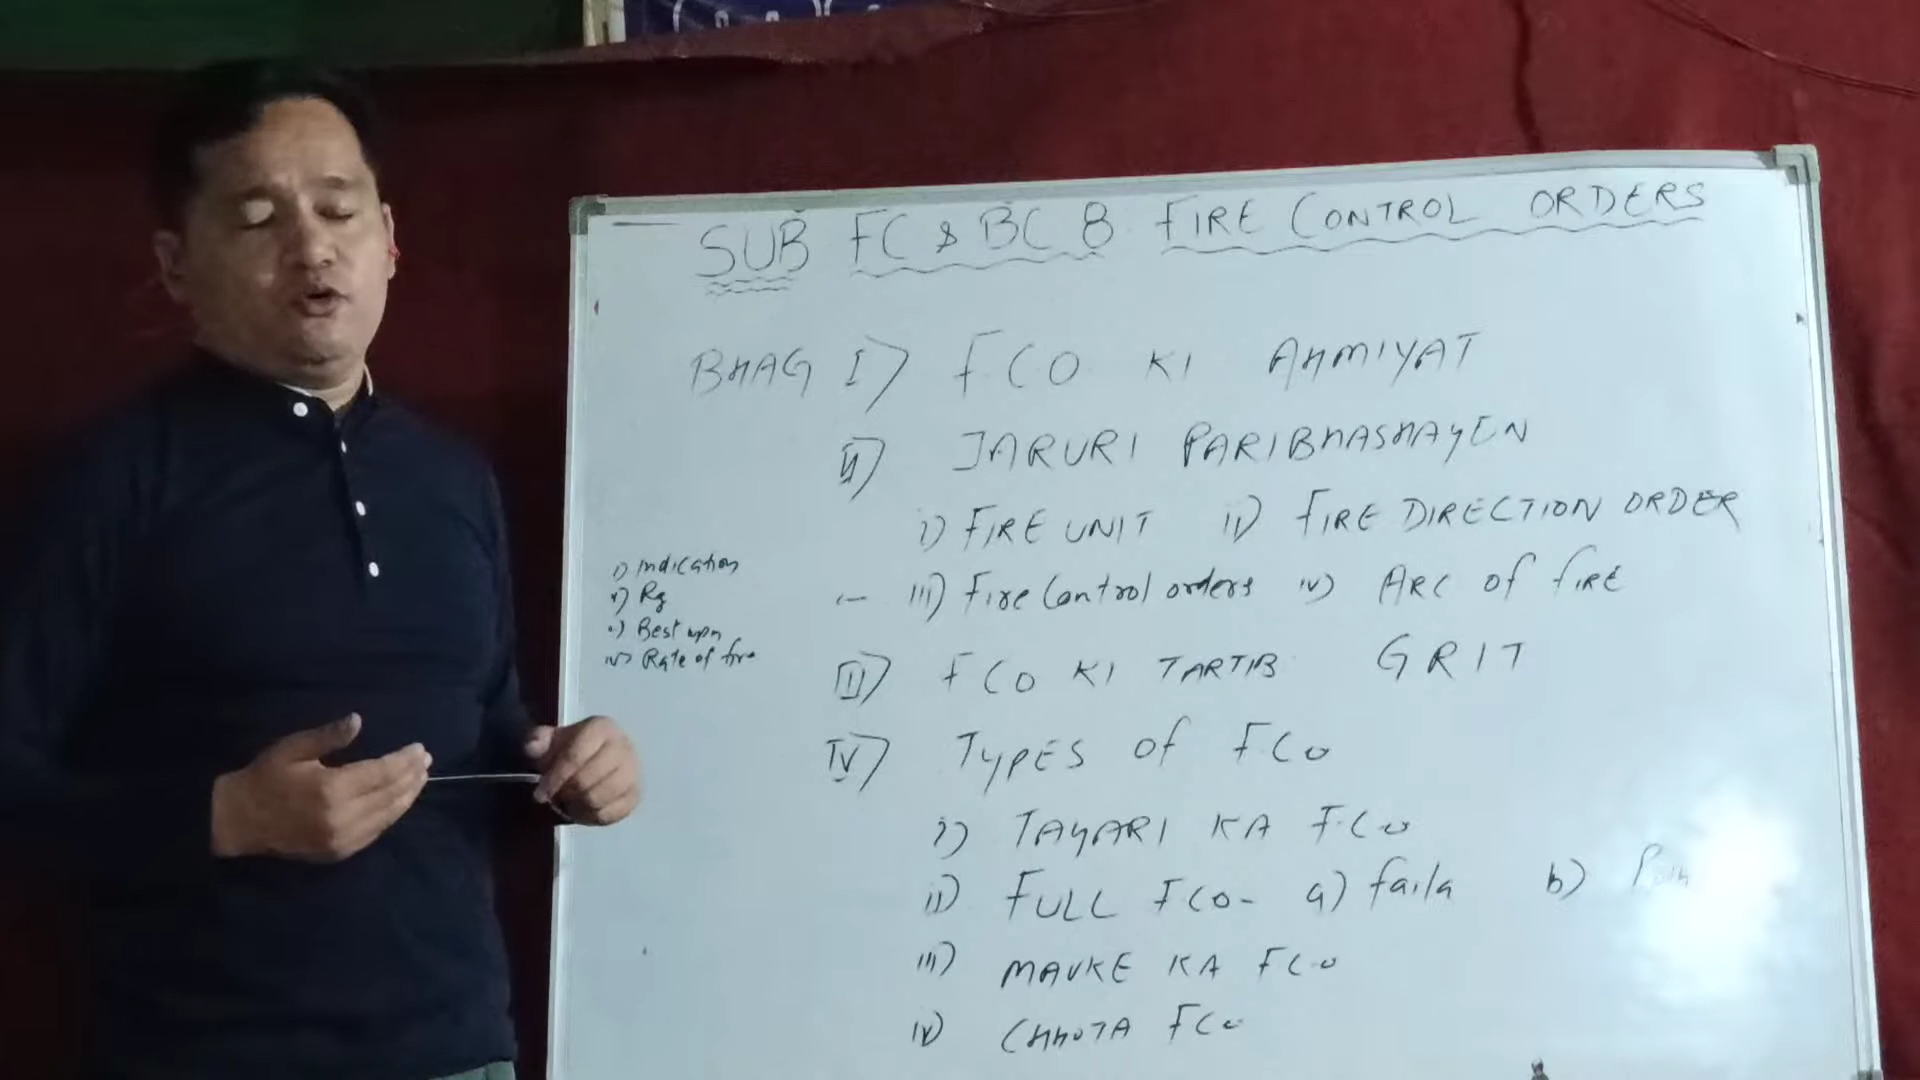 SUB FC & BC 8 FIRE CONTROL ORDERS
BHAG I) FCO KI AHMIYAT
II) JARURI PARIBHASHAYEN
i) FIRE UNIT ii) FIRE DIRECTION ORDER
iii) Fire Control orders iv) ARC of FIRE
i) Indication
ii) Rg
Best wpn
iv) Rate of fire
III) FCO KI TARTIB GRIT
IV) TYPES of FCO
i) TAYARI KA FCO
ii) FULL FCO- a) faila b)
iii) MAUKE KA FCO
iv) CHHOTA FCO